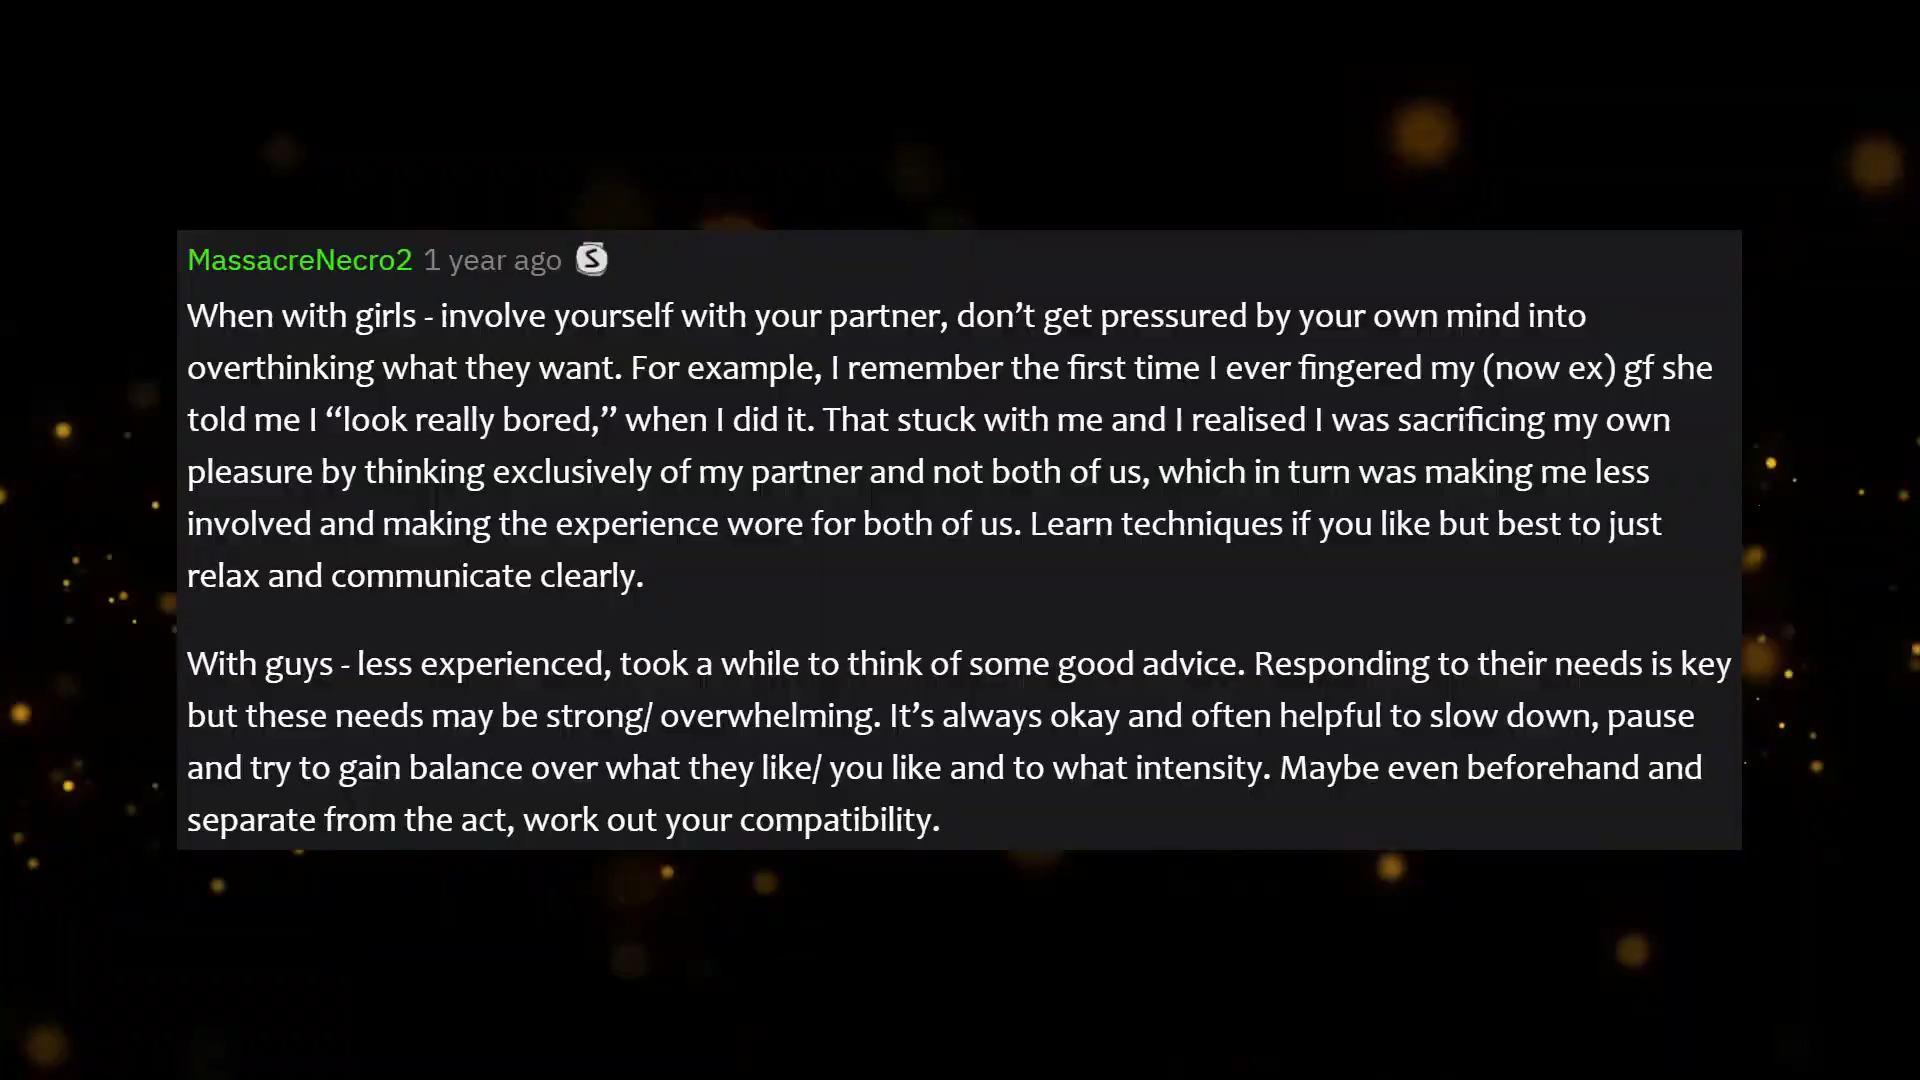 MassacreNecro2 1 year ago S
When with girls - involve yourself with your partner, don’t get pressured by your own mind into
overthinking what they want. For example, I remember the first time I ever fingered my (now ex) gf she
told me I “look really bored,” when I did it. That stuck with me and I realised I was sacrificing my own
pleasure by thinking exclusively of my partner and not both of us, which in turn was making me less
involved and making the experience wore for both of us. Learn techniques if you like but best to just
relax and communicate clearly.
With guys - less experienced, took a while to think of some good advice. Responding to their needs is key
but these needs may be strong/ overwhelming. It’s always okay and often helpful to slow down, pause
and try to gain balance over what they like/ you like and to what intensity. Maybe even beforehand and
separate from the act, work out your compatibility.